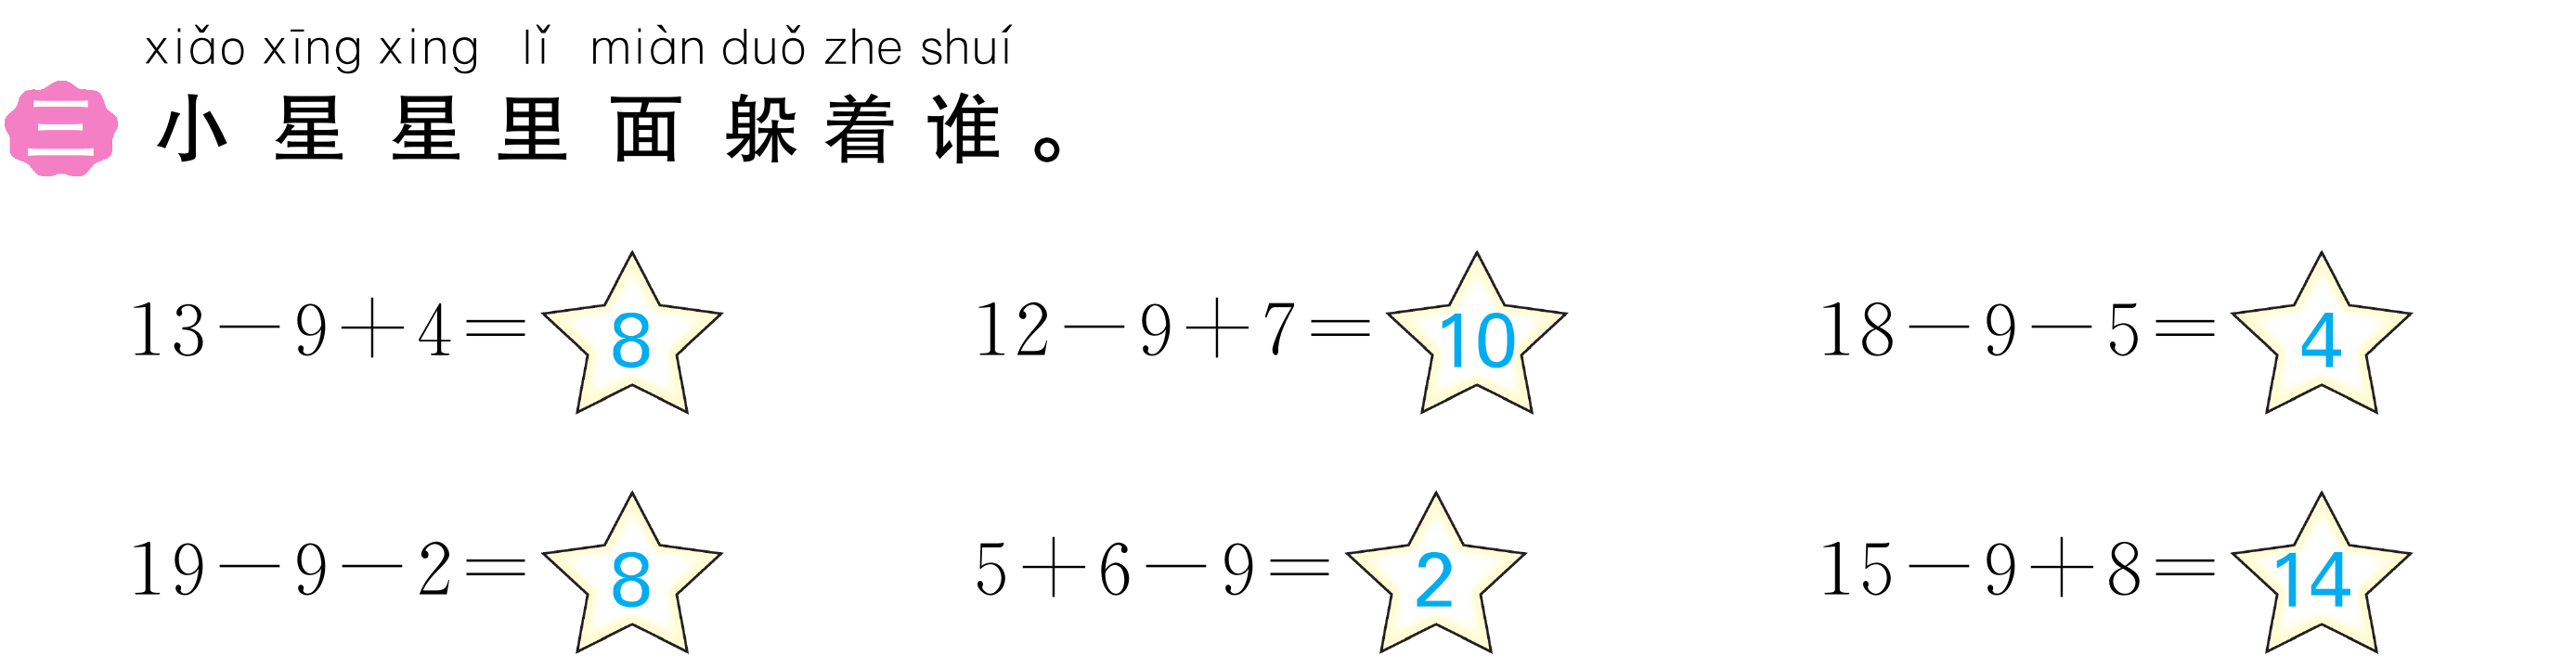 xiǎo xīng xing lǐ miàn duǒ zhe shuí
三 小星星里面躲着谁。
13－9＋4＝8 12－9＋7＝10 18－9－5＝4
19－9－2＝8 5＋6－9＝2 15－9＋8＝14